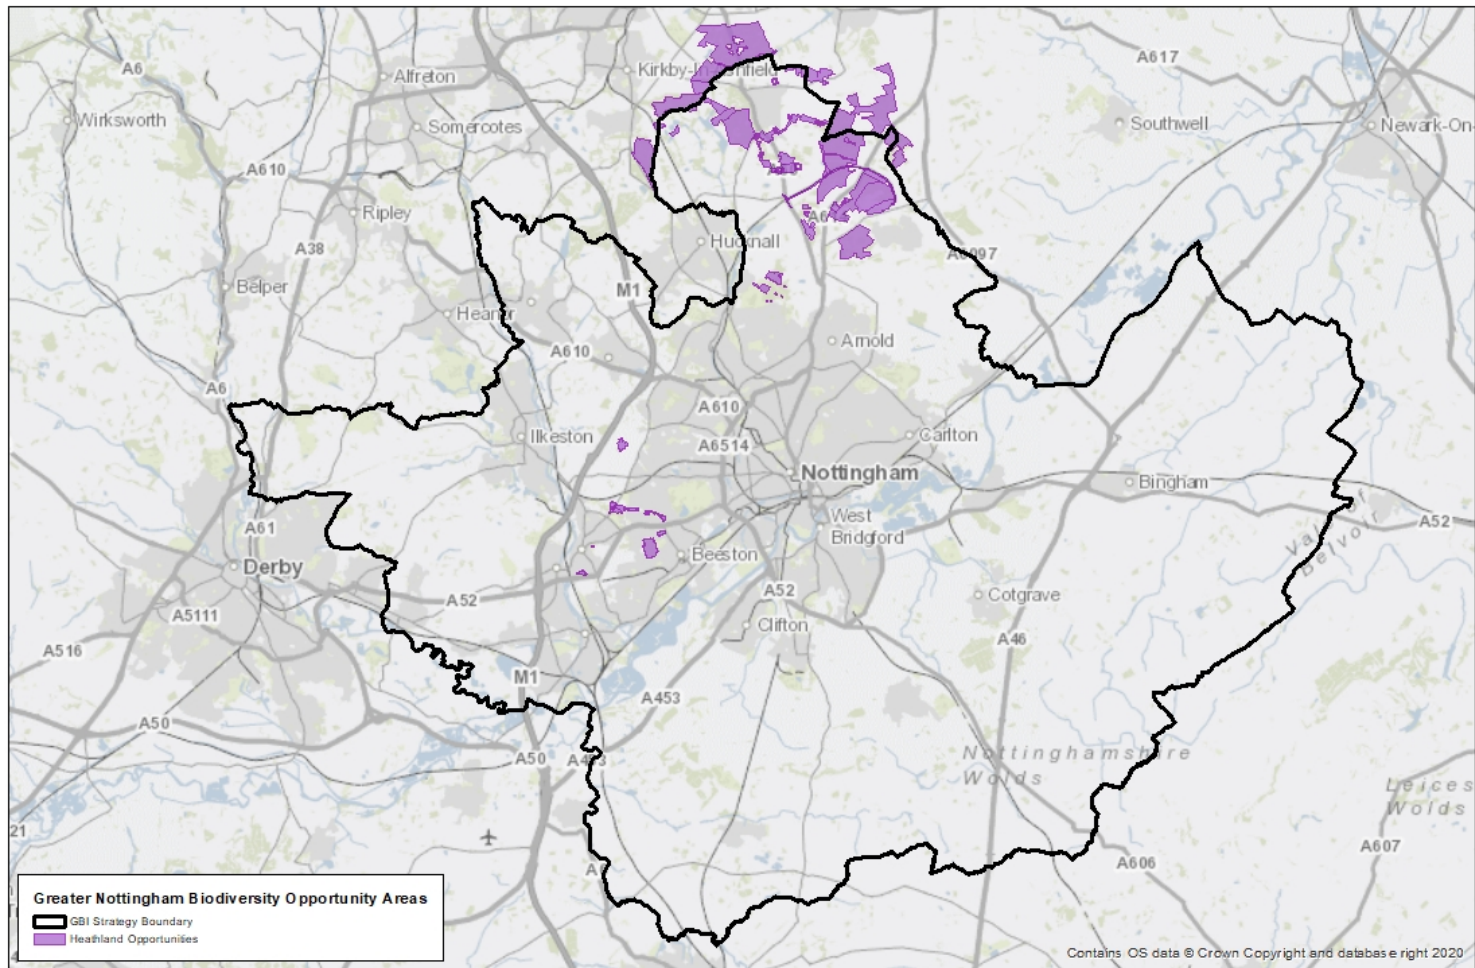 A617
A6
Alfreton
Kirkby-In-Ashfield
Wirksworth
Somercotes
Southwell
Newark-On-
A610
Ripley
A6
A38
Hucknall
A6097
Belper
M1
Heanor
Arnold
A610
A6
A610
Ilkeston
A6514
Carlton
Nottingham
Bingham
A61
West
Bridgford
Vale of
Belvoir
A52
Beeston
Derby
A52
A52
Cotgrave
A5111
Clifton
A46
A516
M1
A453
A50
A50
A453
Nottinghamshire
Wolds
Leices
Wolds
21
A607
A606
Greater Nottingham Biodiversity Opportunity Areas
GBI Strategy Boundary
Heathland Opportunities
Contains OS data © Crown Copyright and database right 2020